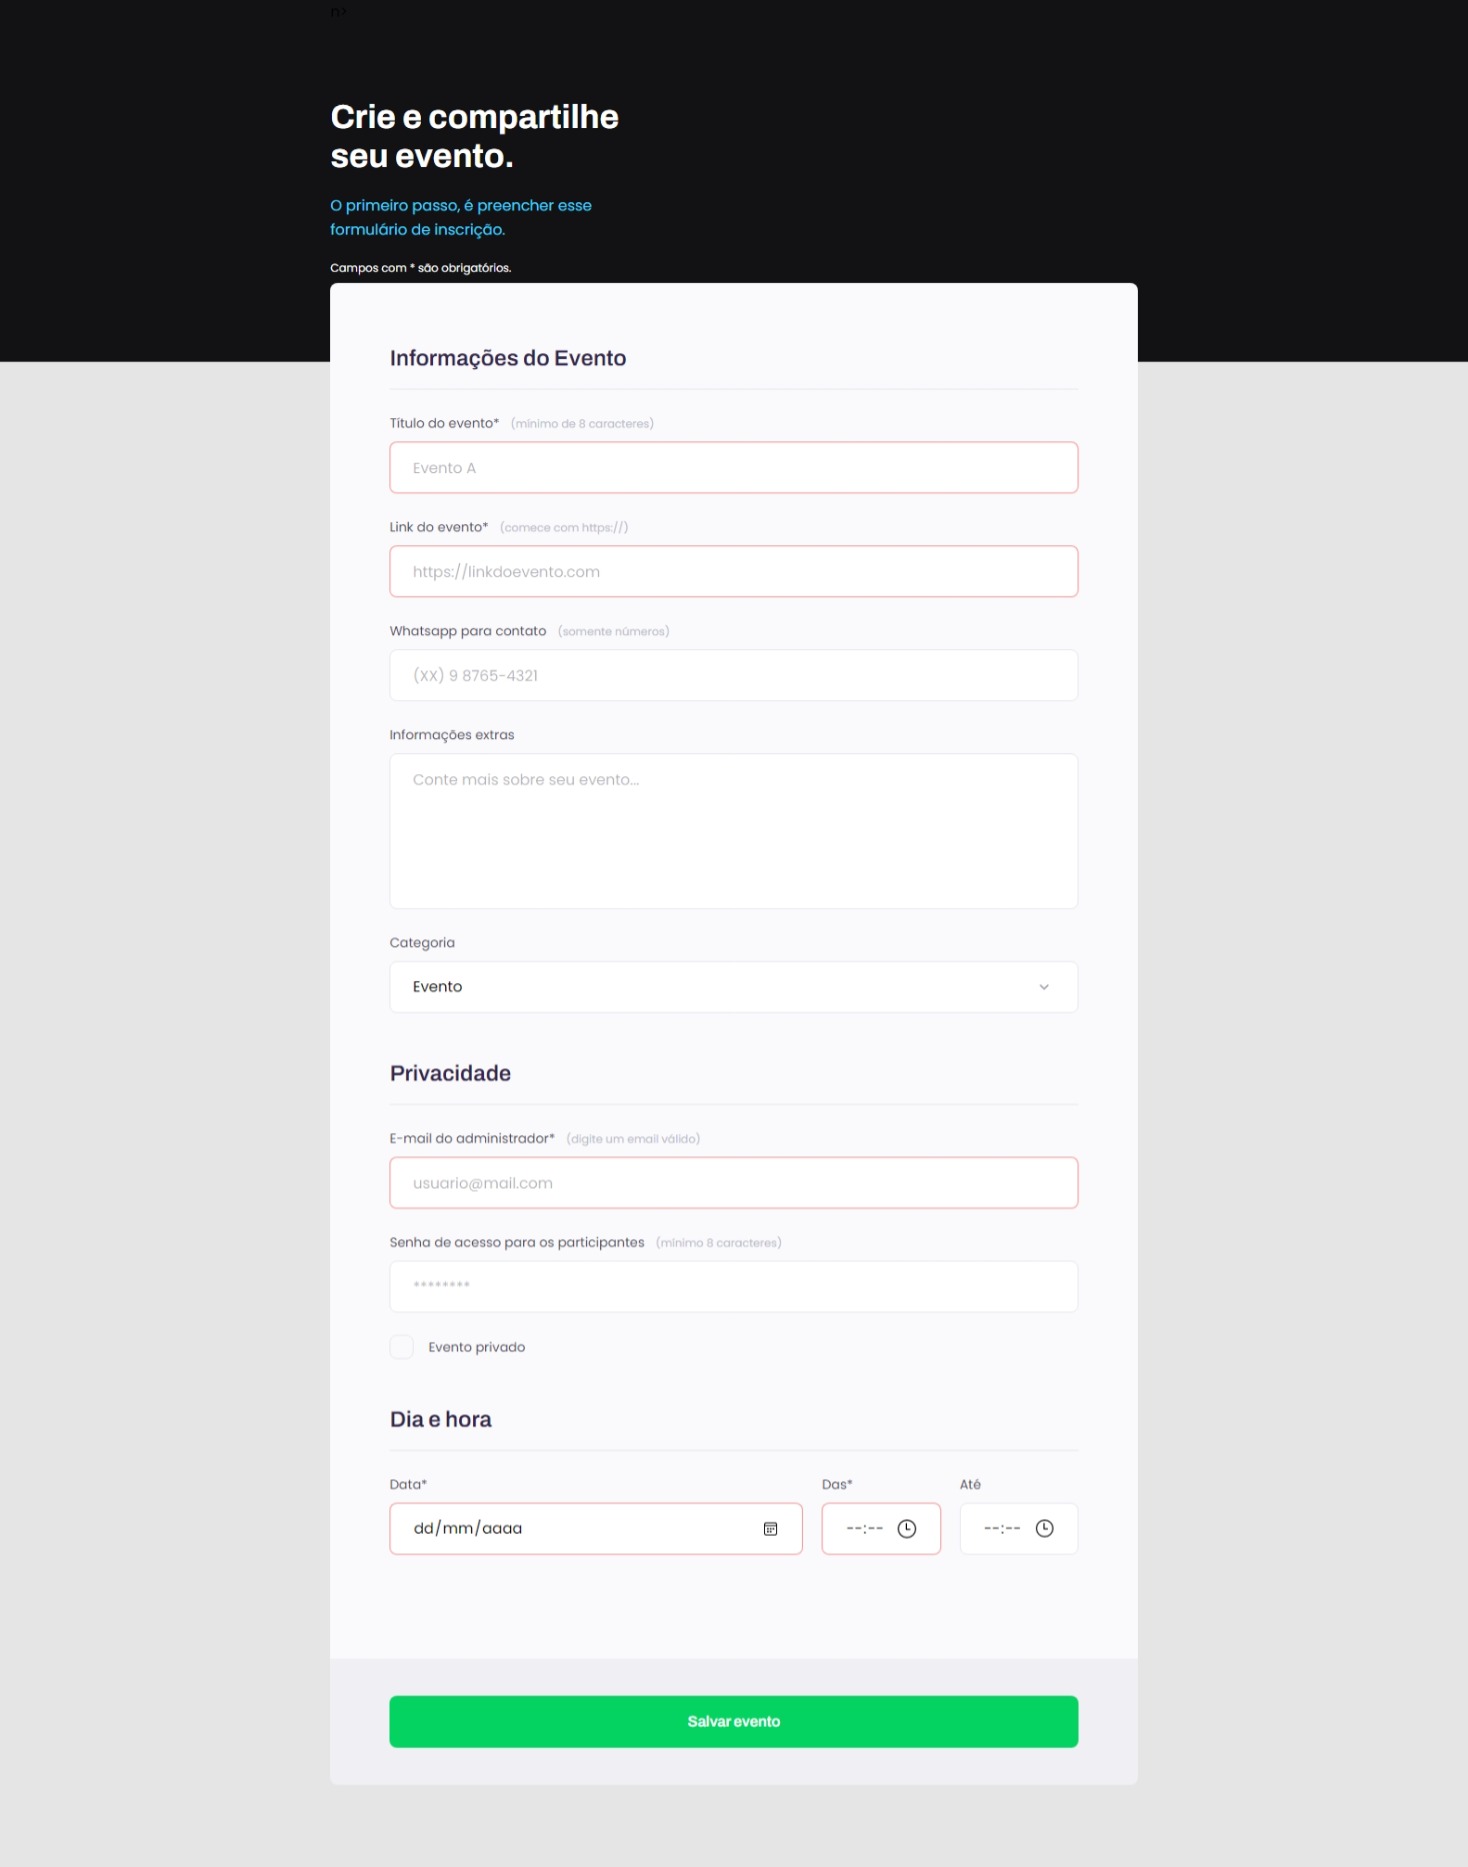 n>
Crie e compartilhe
seu evento.
O primeiro passo, é preencher esse
formulário de inscrição.
Campos com * são obrigatórios.
Informações do Evento
Título do evento* (mínimo de 8 caracteres)
Evento A
Link do evento* (comece com https://)
https://linkdoevento.com
Whatsapp para contato (somente números)
(XX) 9 8765-4321
Informações extras
Conte mais sobre seu evento...
Categoria
Evento
Privacidade
E-mail do administrador* (digite um email válido)
usuario@mail.com
Senha de acesso para os participantes (mínimo 8 caracteres)
********
Evento privado
Dia e hora
Data* Das* Até
dd/mm/aaaa --:-- --:--
Salvar evento